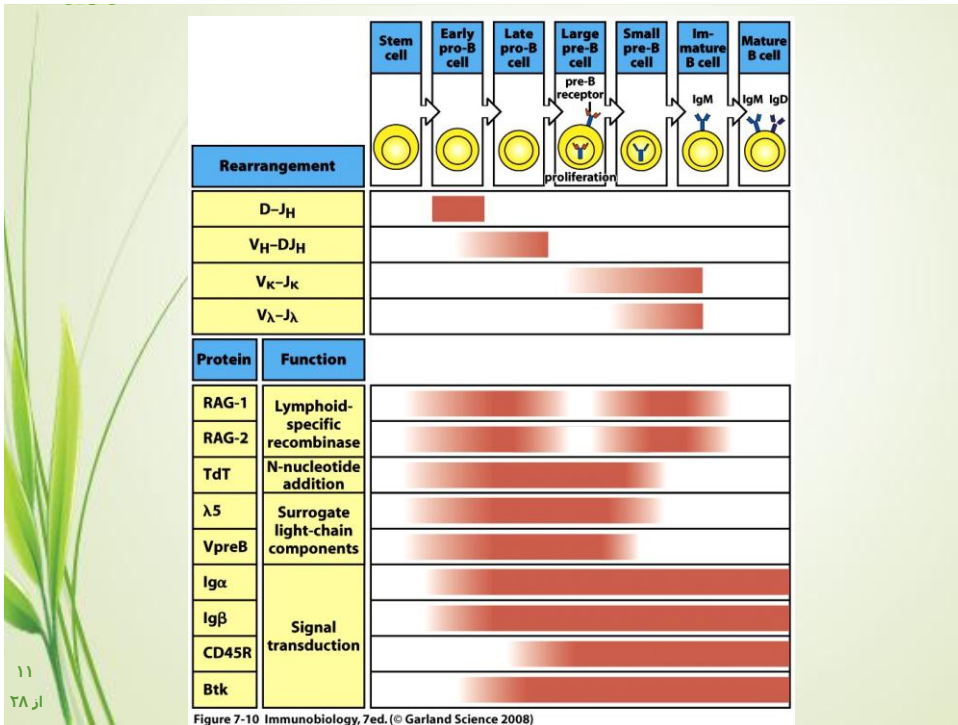 Stem
cell
Early
pro-B
cell
Late
pro-B
cell
Large
pre-B
cell
Small
pre-B
cell
Im-
mature
B cell
Mature
B cell
pre-B
receptor
IgM
IgM IgD
proliferation
Rearrangement
D–JH
VH–DJH
Vκ–Jκ
Vλ–Jλ
Protein
Function
RAG-1
RAG-2
Lymphoid-
specific
recombinase
TdT
N-nucleotide
addition
λ5
VpreB
Surrogate
light-chain
components
Igα
Igβ
CD45R
Btk
Signal
transduction
۱۱
از ۲۸
Figure 7-10 Immunobiology, 7ed. (© Garland Science 2008)